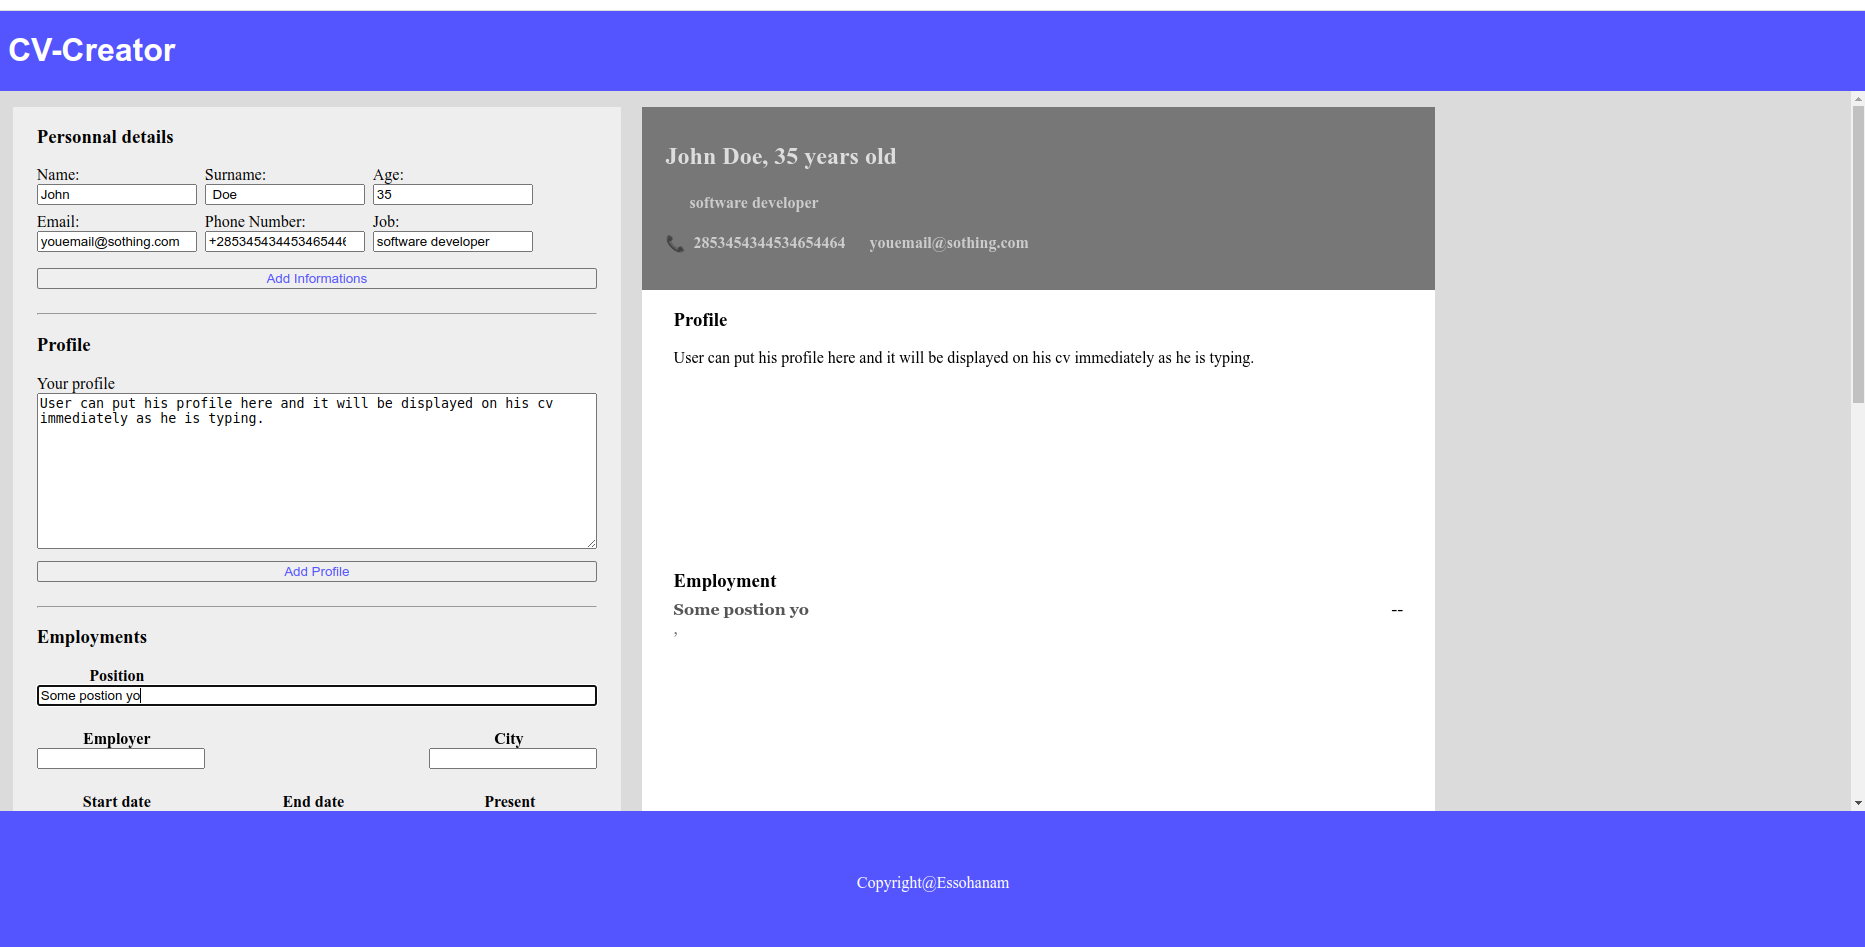 CV-Creator
Personnal details
Name: Surname: Age:
John Doe 35
Email: Phone Number: Job:
youemail@sothing.com +28534543445346544 software developer
Add Informations
Profile
Your profile
User can put his profile here and it will be displayed on his cv
immediately as he is typing.
Add Profile
Employments
Position
Some postion yo
Employer City
Start date End date Present
John Doe, 35 years old
software developer
2853454344534654464 youemail@sothing.com
Profile
User can put his profile here and it will be displayed on his cv immediately as he is typing.
Employment
Some postion yo --
,
Copyright@Essohanam